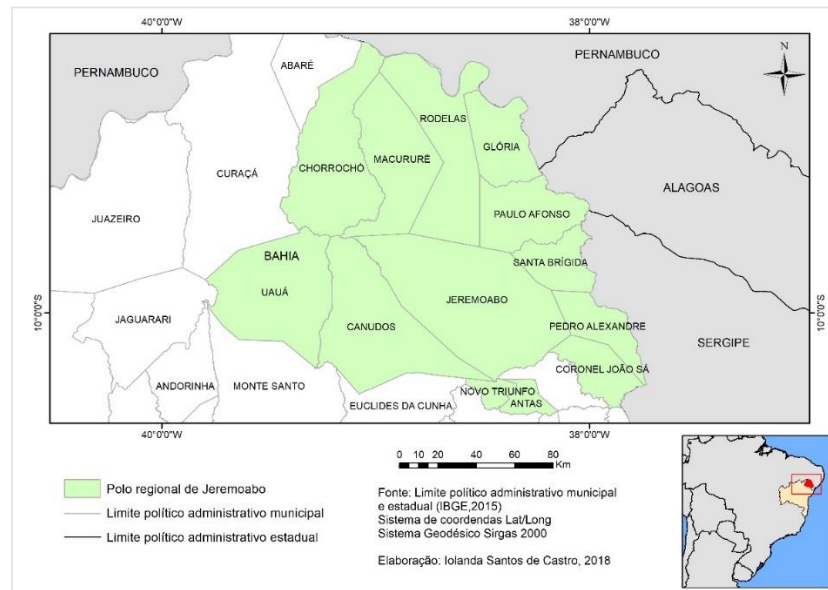 40°0'0"W
38°0'0"W
N
PERNAMBUCO
ABARÉ
PERNAMBUCO
RODELAS
GLÓRIA
CHORROCHÓ
MACURURÉ
CURAÇÁ
ALAGOAS
JUAZEIRO
PAULO AFONSO
BAHIA
SANTA BRÍGIDA
UAUÁ
JEREMOABO
10°0'0"S
10°0'0"S
JAGUARARI
CANUDOS
PEDRO ALEXANDRE
SERGIPE
CORONEL JOÃO SÁ
ANDORINHA
MONTE SANTO
NOVO TRIUNFO
ANTAS
EUCLIDES DA CUNHA
40°0'0"W
38°0'0"W
0 10 20 40 60 80
Km
Polo regional de Jeremoabo
Limite político administrativo municipal
Limite político administrativo estadual
Fonte: Limite político administrativo municipal
e estadual (IBGE,2015)
Sistema de coordendas Lat/Long
Sistema Geodésico Sirgas 2000
Elaboração: Iolanda Santos de Castro, 2018